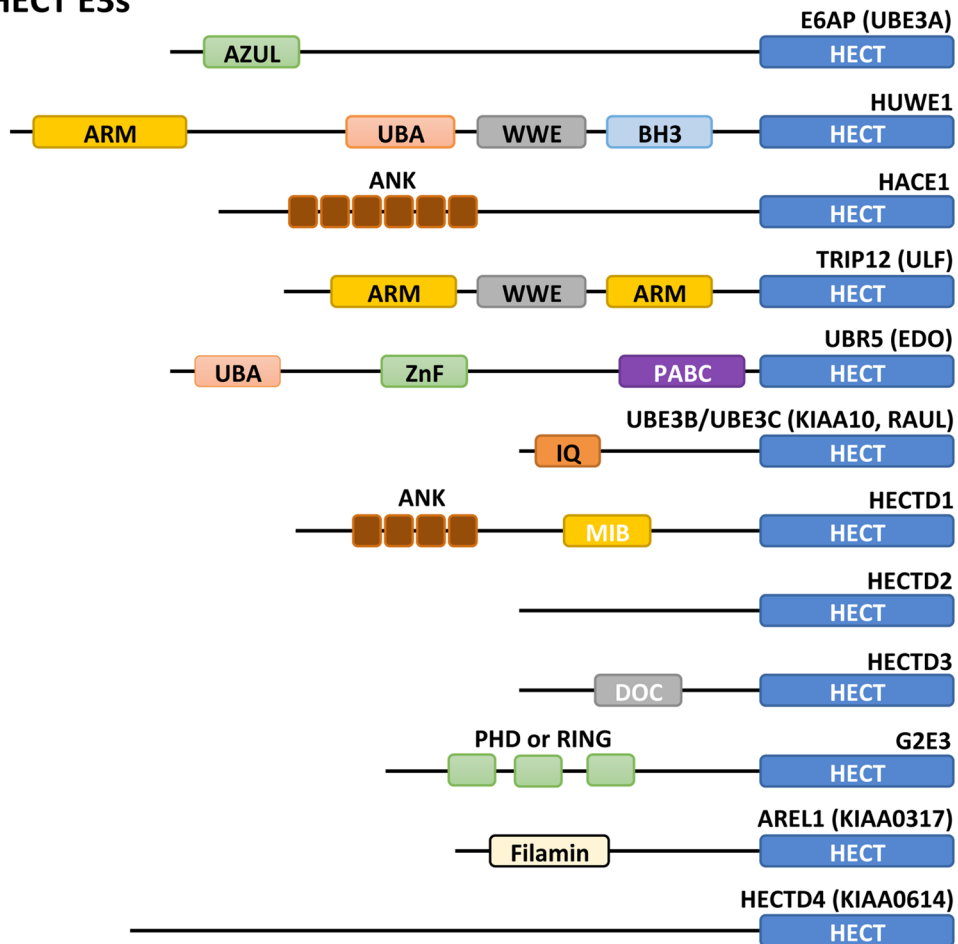 HECT E3s
E6AP (UBE3A)
AZUL HECT
HUWE1
ARM UBA WWE BH3 HECT
ANK HACE1
HECT
TRIP12 (ULF)
ARM WWE ARM HECT
UBR5 (EDO)
UBA ZnF PABC HECT
UBE3B/UBE3C (KIAA10, RAUL)
IQ HECT
ANK HECTD1
MIB HECT
HECTD2
HECT
HECTD3
DOC HECT
PHD or RING G2E3
HECT
AREL1 (KIAA0317)
Filamin HECT
HECTD4 (KIAA0614)
HECT